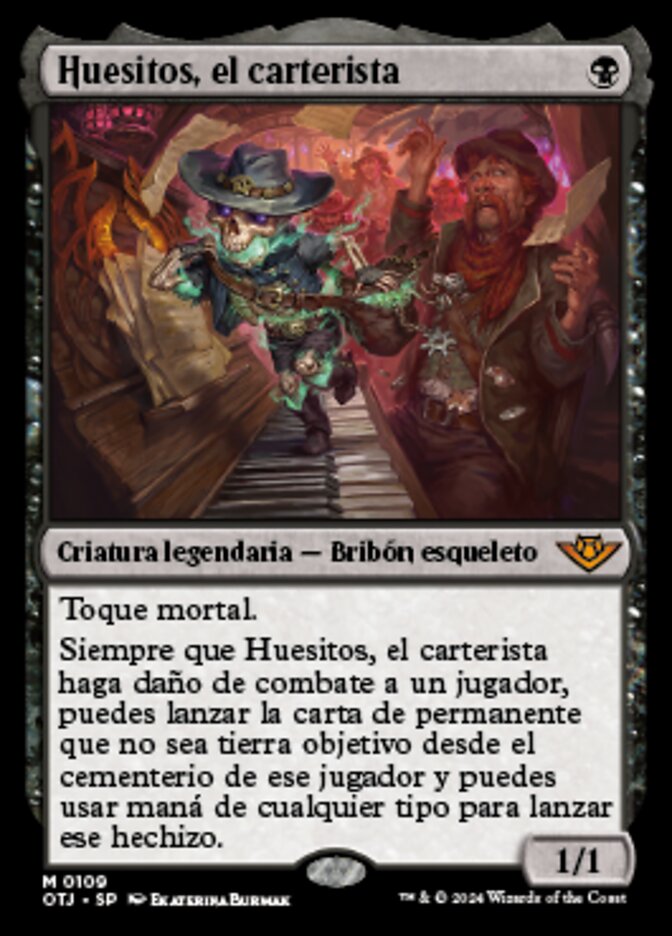 Huesitos, el carterista
Criatura legendaria — Bribón esqueleto
Toque mortal.
Siempre que Huesitos, el carterista
haga daño de combate a un jugador,
puedes lanzar la carta de permanente
que no sea tierra objetivo desde el
cementerio de ese jugador y puedes
usar maná de cualquier tipo para lanzar
ese hechizo.
1/1
M 0109
OTJ • SP Ekaterina Burmak
™ & © 2024 Wizards of the Coast